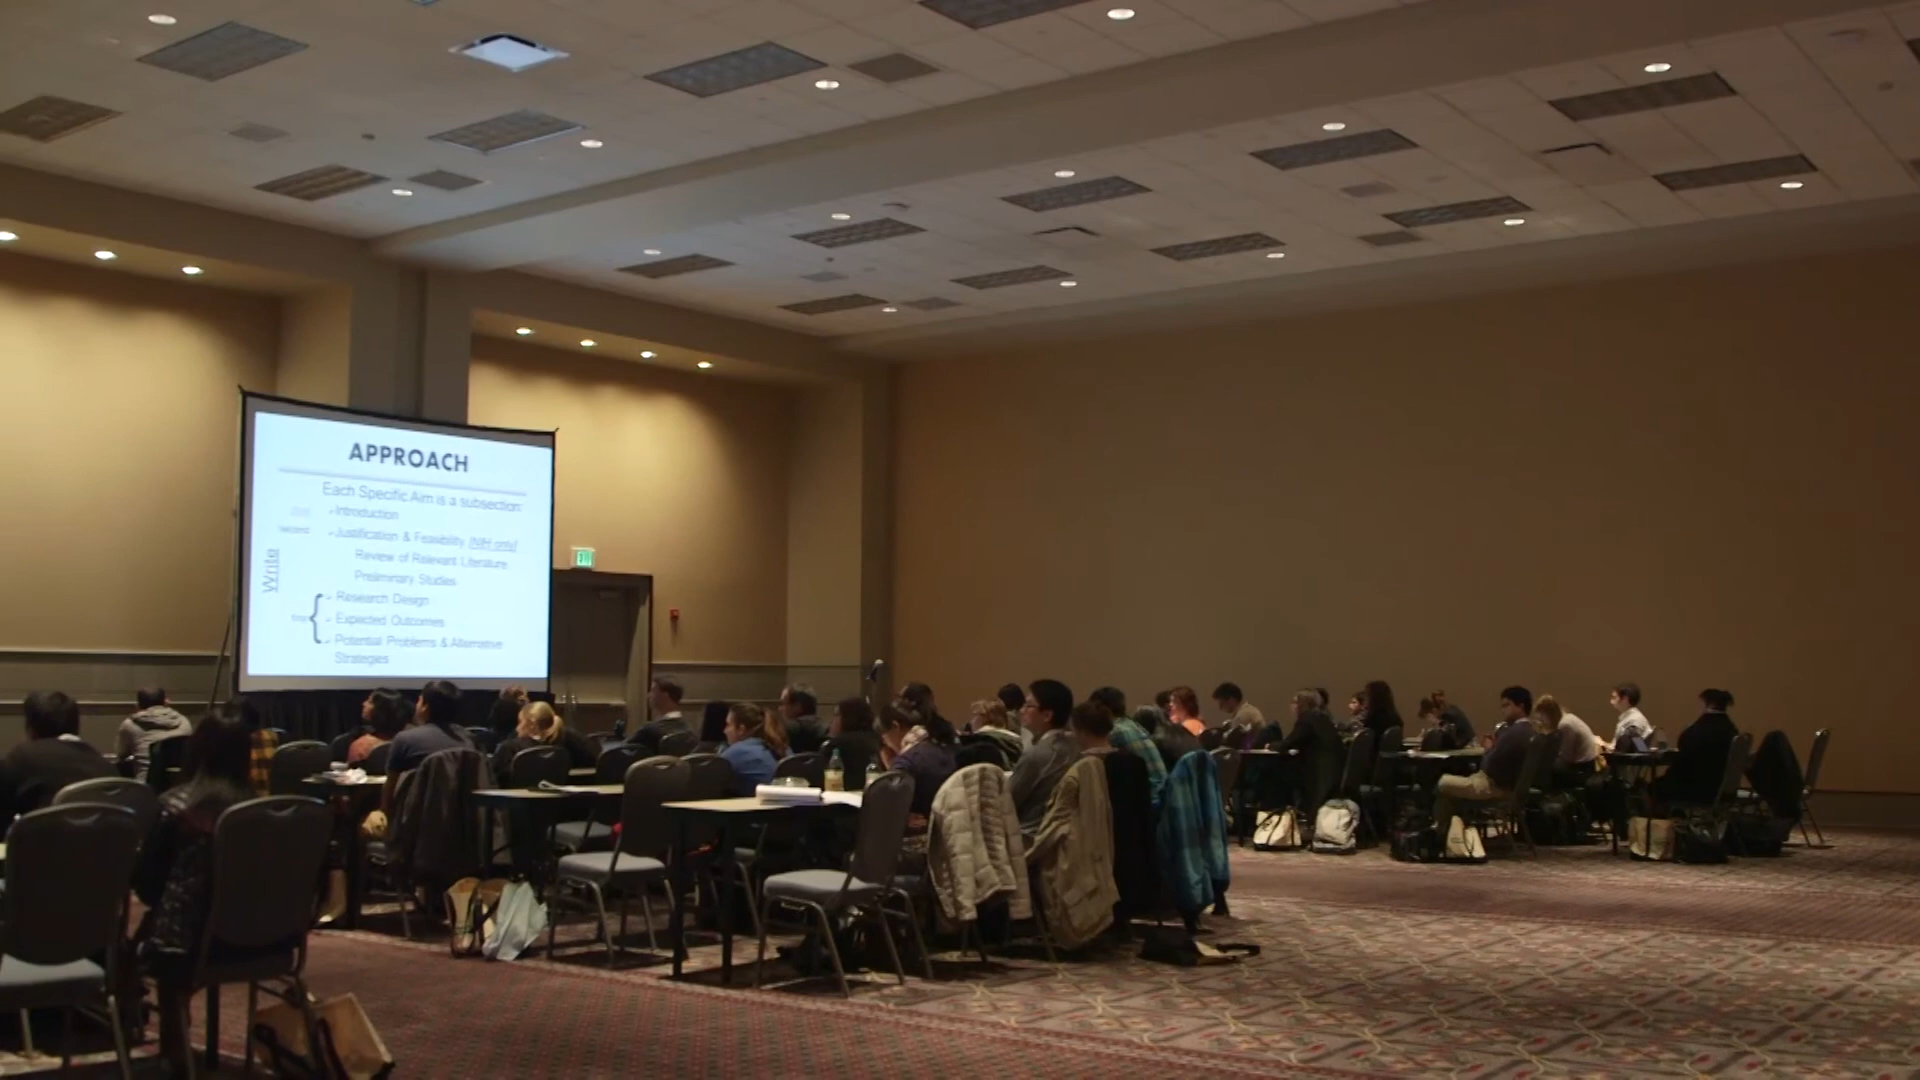 APPROACH
Each Specific Aim is a subsection:
Introduction
second
Justification & Feasibility (NIH only)
Review of Relevant Literature
Preliminary Studies
Write
Research Design
Expected Outcomes
Potential Problems & Alternative
Strategies